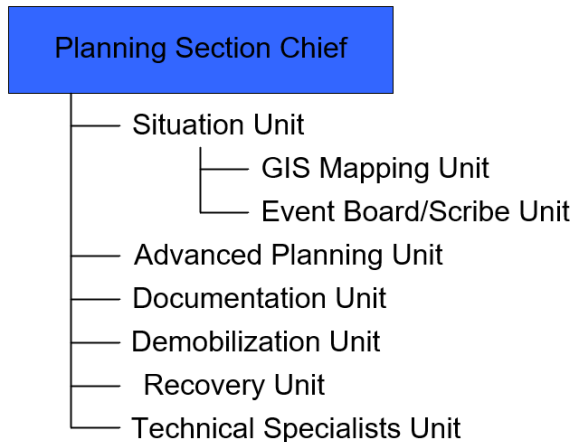 Planning Section Chief
Situation Unit
GIS Mapping Unit
Event Board/Scribe Unit
Advanced Planning Unit
Documentation Unit
Demobilization Unit
Recovery Unit
Technical Specialists Unit